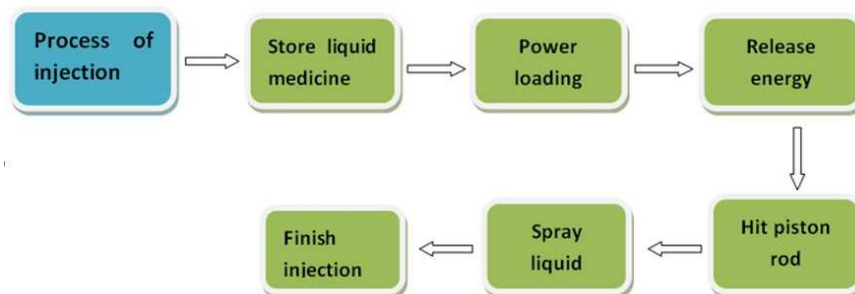 Process of
injection
Store liquid
medicine
Power
loading
Release
energy
Hit piston
rod
Spray
liquid
Finish
injection